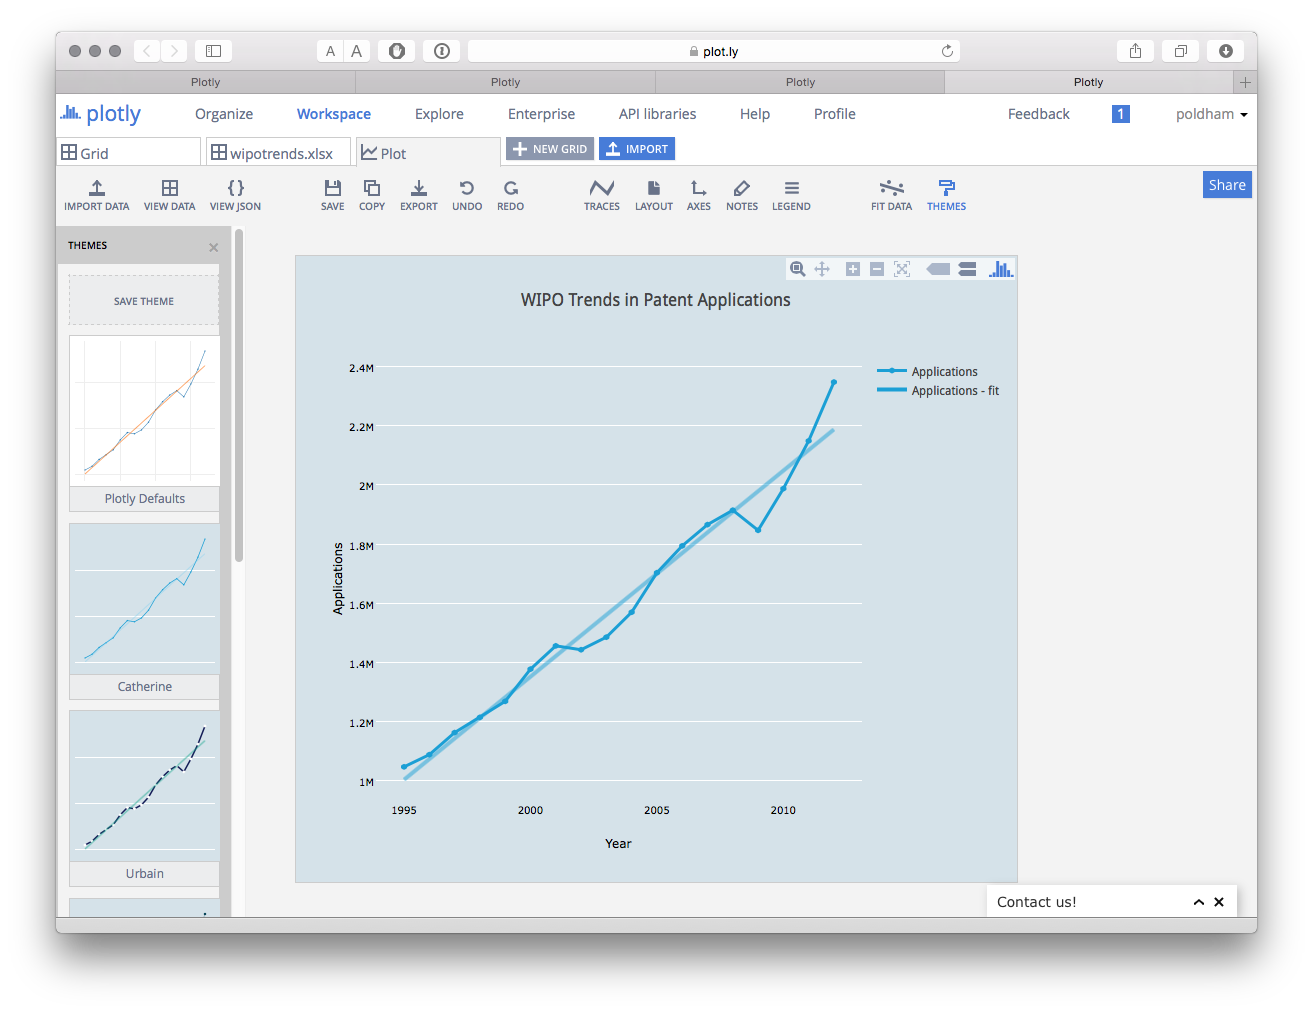 A A plot.ly
Plotly Plotly Plotly Plotly +
plotly Organize Workspace Explore Enterprise API libraries Help Profile Feedback 1 poldham
Grid wipotrends.xlsx Plot NEW GRID IMPORT
IMPORT DATA VIEW DATA VIEW JSON SAVE COPY EXPORT UNDO REDO TRACES LAYOUT AXES NOTES LEGEND FIT DATA THEMES Share
THEMES
SAVE THEME
Plotly Defaults
Catherine
Urbain
WIPO Trends in Patent Applications
Applications
Applications - fit
2.4M
2.2M
2M
1.8M
1.6M
1.4M
1.2M
1M
Applications
1995 2000 2005 2010
Year
Contact us!